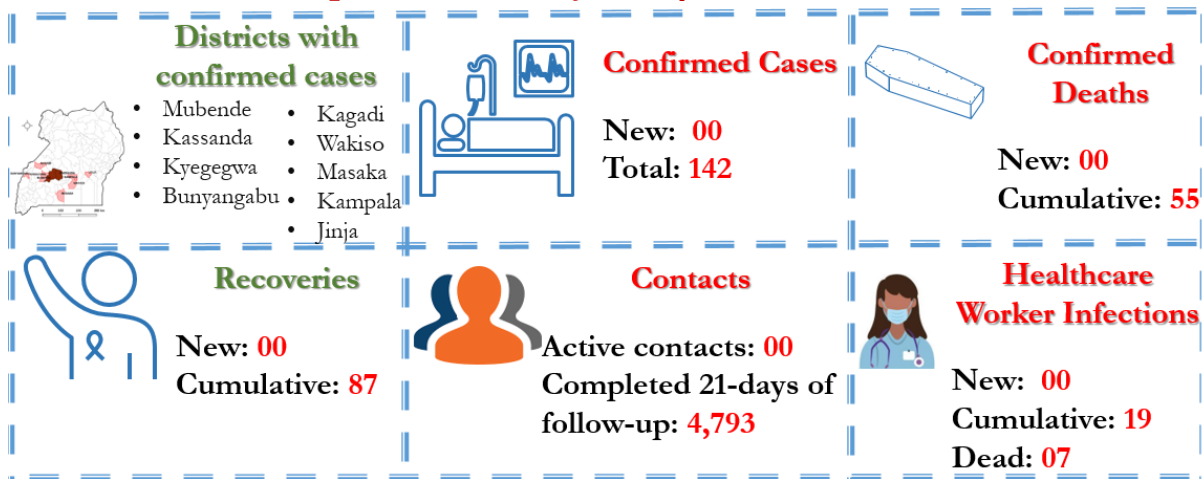 Districts with
confirmed cases
• Mubende
• Kassanda
• Kyegegwa
• Bunyangabu
• Kagadi
• Wakiso
• Masaka
• Kampala
• Jinja
Confirmed Cases
New: 00
Total: 142
Confirmed
Deaths
New: 00
Cumulative: 55
Recoveries
New: 00
Cumulative: 87
Contacts
Active contacts: 00
Completed 21-days of
follow-up: 4,793
Healthcare
Worker Infections
New: 00
Cumulative: 19
Dead: 07